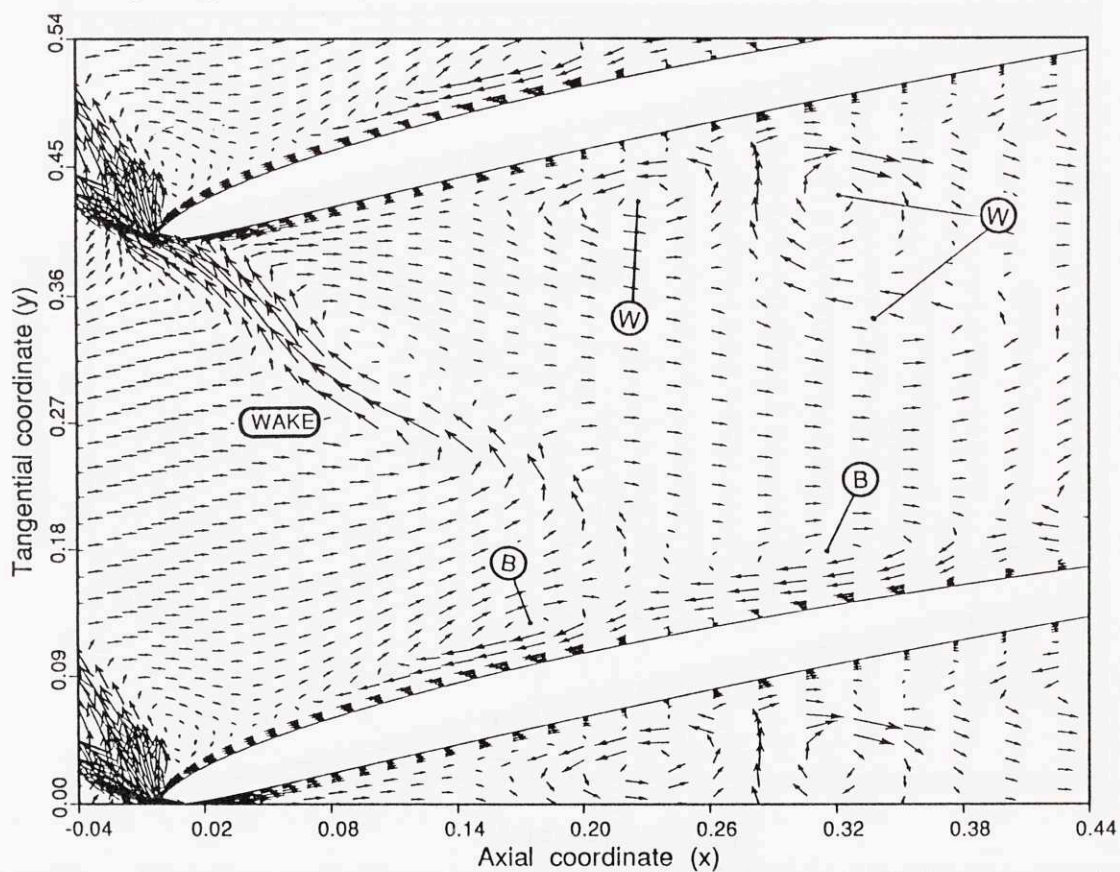 0.54
0.45
0.36
0.27
0.18
0.09
0.00
Tangential coordinate (y)
W
W
WAKE
B
B
-0.04 0.02 0.08 0.14 0.20 0.26 0.32 0.38 0.44
Axial coordinate (x)